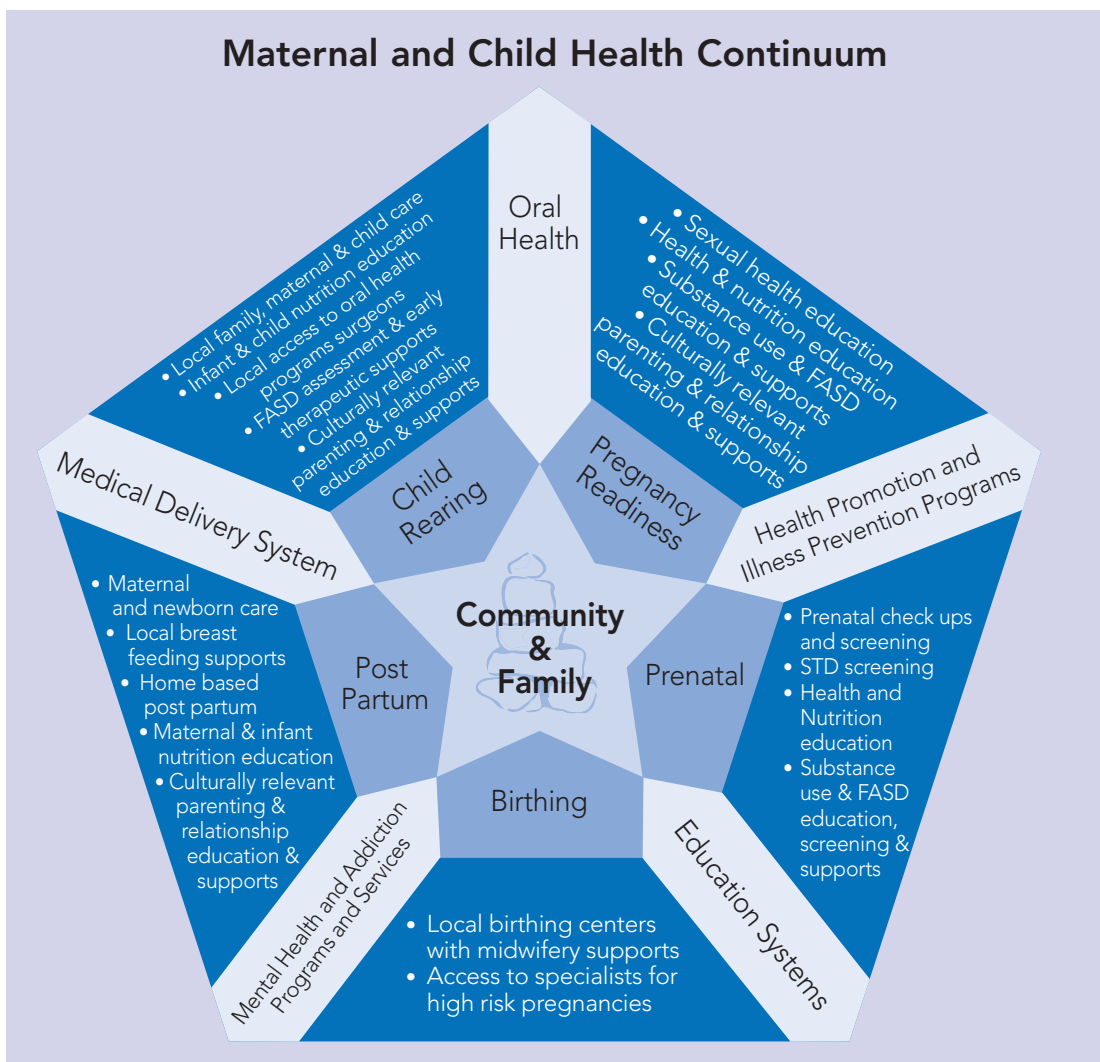 Maternal and Child Health Continuum
Oral
Health
• Sexual health education
• Health & nutrition education
• Substance use & FASD
education & supports
• Culturally relevant
parenting & relationship
education & supports
Pregnancy
Readiness
Health Promotion and
Illness Prevention Programs
• Prenatal check ups
and screening
• STD screening
• Health and
Nutrition
education
• Substance
use & FASD
education,
screening &
supports
Prenatal
Education Systems
Birthing
• Local birthing centers
with midwifery supports
• Access to specialists for
high risk pregnancies
Mental Health and Addiction
Programs and Services
Post
Partum
• Maternal
and newborn care
• Local breast
feeding supports
• Home based
post partum
• Maternal & infant
nutrition education
• Culturally relevant
parenting &
relationship
education &
supports
Medical Delivery System
Child
Rearing
• Local family, maternal & child care
• Infant & child nutrition education
• Local access to oral health
programs surgeons
• FASD assessment & early
therapeutic supports
• Culturally relevant
parenting & relationship
education & supports
Community
&
Family